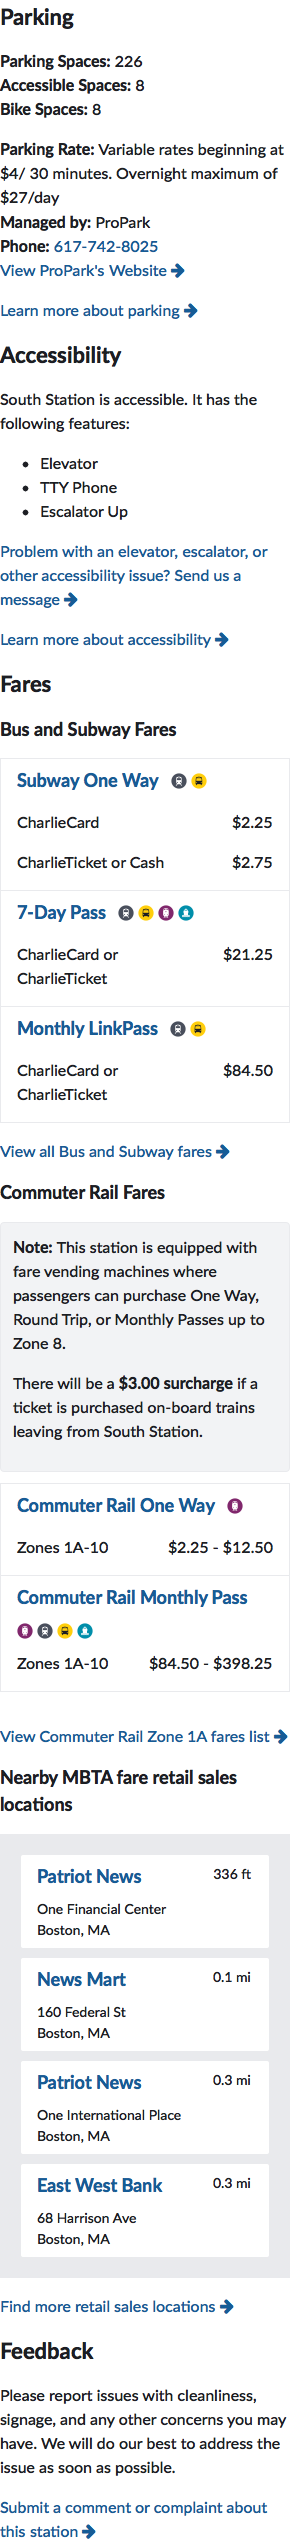 Parking
Parking Spaces: 226
Accessible Spaces: 8
Bike Spaces: 8
Parking Rate: Variable rates beginning at
$4/ 30 minutes. Overnight maximum of
$27/day
Managed by: ProPark
Phone: 617-742-8025
View ProPark's Website
Learn more about parking
Accessibility
South Station is accessible. It has the
following features:
Elevator
TTY Phone
Escalator Up
Problem with an elevator, escalator, or
other accessibility issue? Send us a
message
Learn more about accessibility
Fares
Bus and Subway Fares
Subway One Way
CharlieCard $2.25
CharlieTicket or Cash $2.75
7-Day Pass
CharlieCard or $21.25
CharlieTicket
Monthly LinkPass
CharlieCard or $84.50
CharlieTicket
View all Bus and Subway fares
Commuter Rail Fares
Note: This station is equipped with
fare vending machines where
passengers can purchase One Way,
Round Trip, or Monthly Passes up to
Zone 8.
There will be a $3.00 surcharge if a
ticket is purchased on-board trains
leaving from South Station.
Commuter Rail One Way
Zones 1A-10 $2.25 - $12.50
Commuter Rail Monthly Pass
Zones 1A-10 $84.50 - $398.25
View Commuter Rail Zone 1A fares list
Nearby MBTA fare retail sales
locations
Patriot News 336 ft
One Financial Center
Boston, MA
News Mart 0.1 mi
160 Federal St
Boston, MA
Patriot News 0.3 mi
One International Place
Boston, MA
East West Bank 0.3 mi
68 Harrison Ave
Boston, MA
Find more retail sales locations
Feedback
Please report issues with cleanliness,
signage, and any other concerns you may
have. We will do our best to address the
issue as soon as possible.
Submit a comment or complaint about
this station